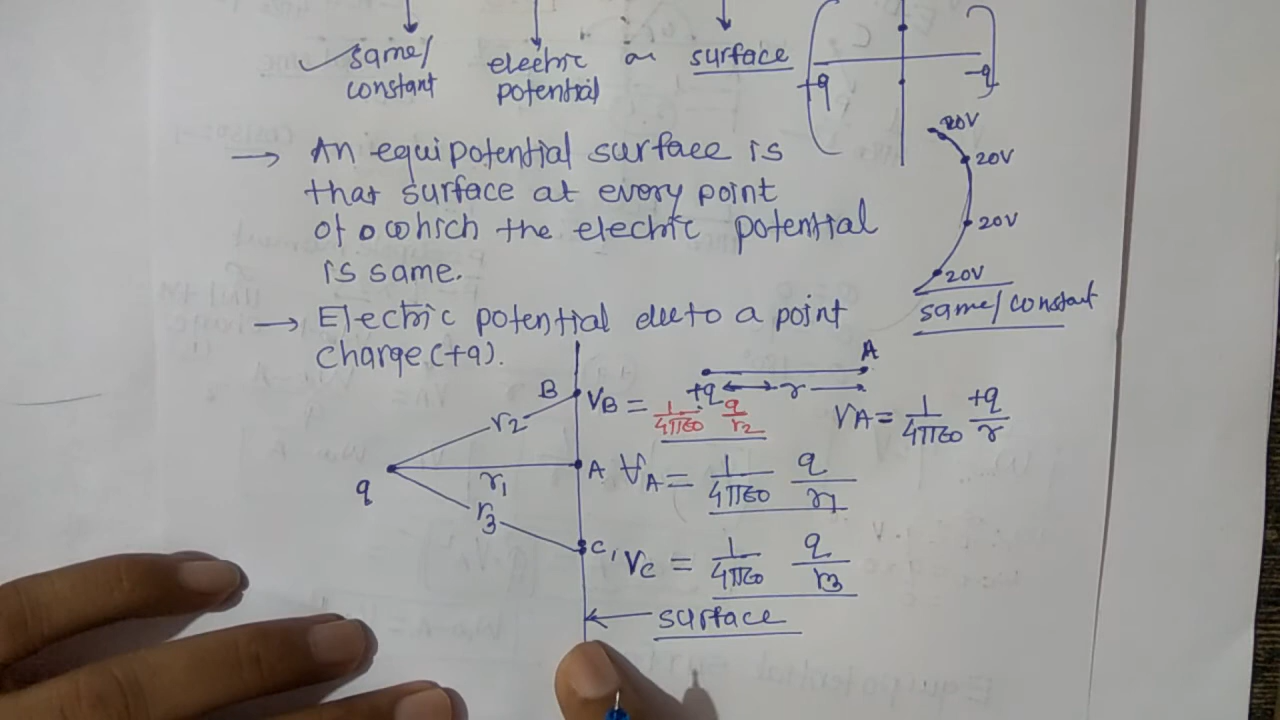 same/ constant
electric potential
on
surface
+q
-q
→ An equipotential surface is
that surface at every point
of which the electric potential
is same.
20V
20V
20V
20V
same/constant
→ Electric potential due to a point
charge (+q).
A
+q
r
VA = 1/4πε0 +q/r
B
VB = 1/4πε0 q/r2
r2
q
r1
A
VA = 1/4πε0 q/r1
r3
C,
VC = 1/4πε0 q/r3
← surface